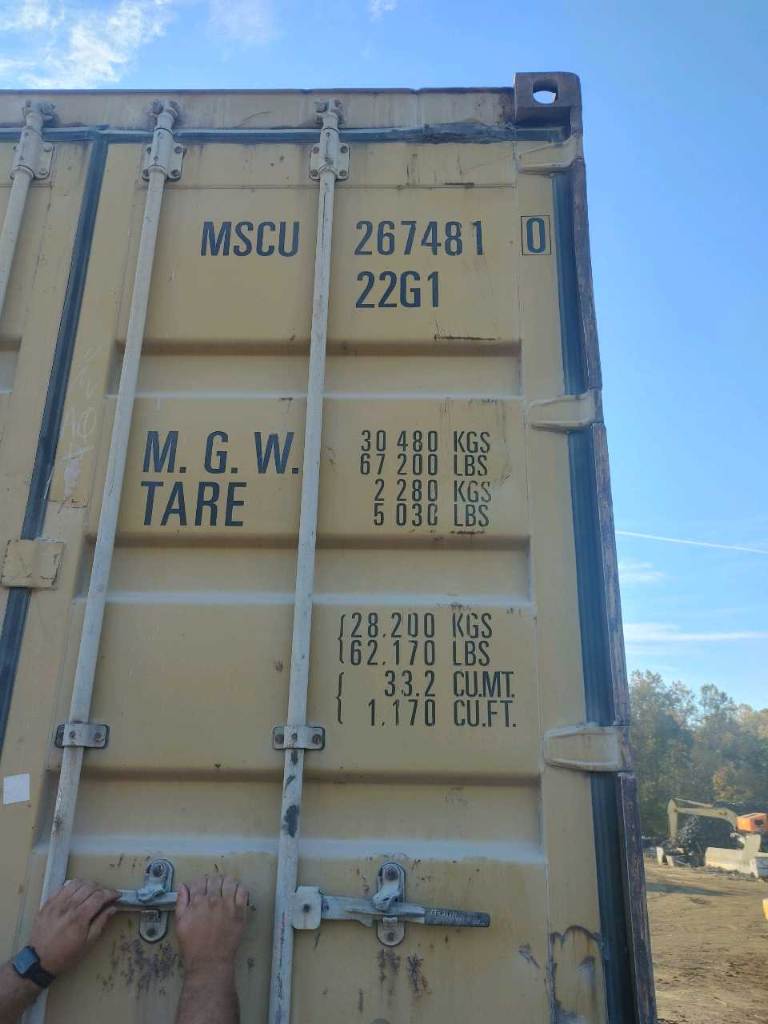 MSCU 267481 0
22G1
M. G. W. 30 480 KGS
67 200 LBS
TARE 2 280 KGS
5 030 LBS
28.200 KGS
62.170 LBS
33.2 CU.MT.
1.170 CU.FT.